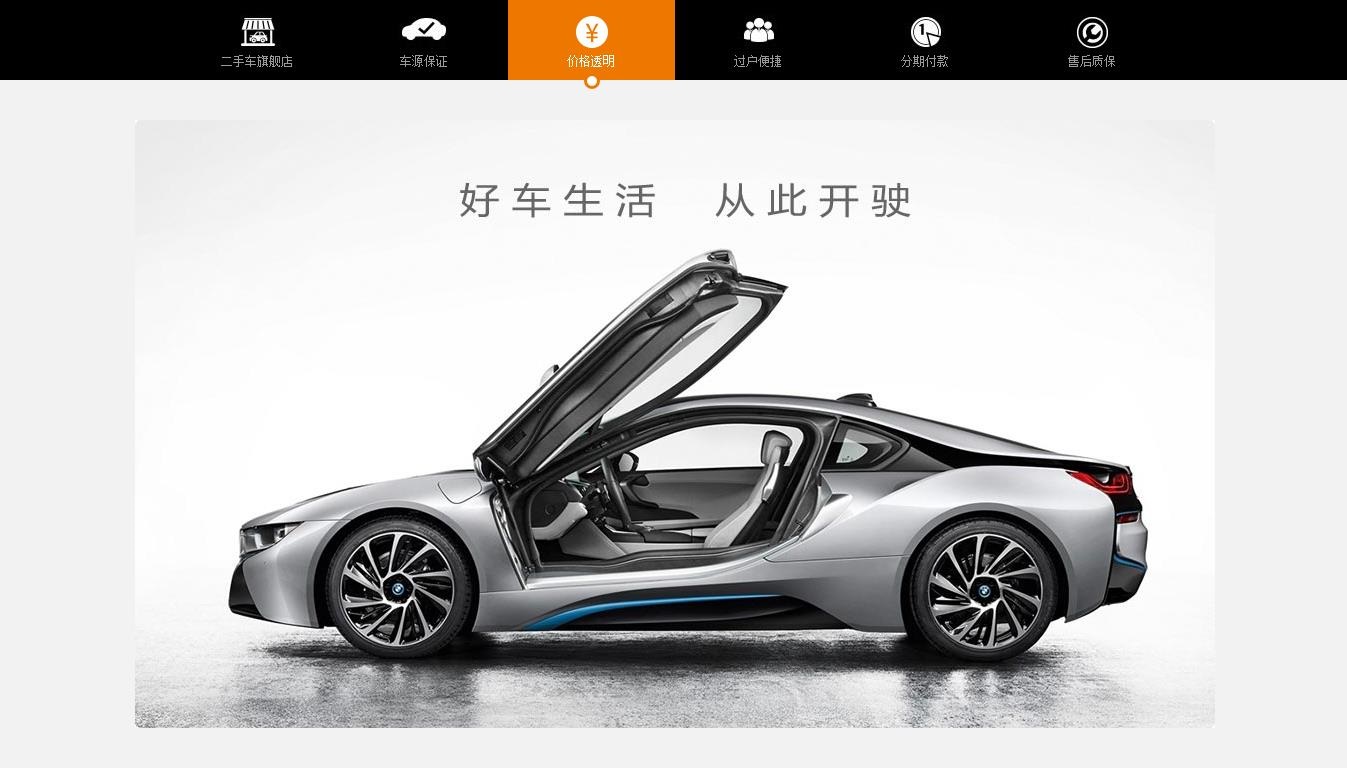 二手车旗舰店
车源保证
价格透明
过户便捷
分期付款
售后质保
好车生活 从此开驶